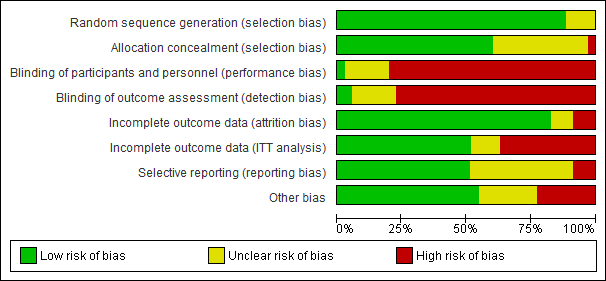 Random sequence generation (selection bias)
Allocation concealment (selection bias)
Blinding of participants and personnel (performance bias)
Blinding of outcome assessment (detection bias)
Incomplete outcome data (attrition bias)
Incomplete outcome data (ITT analysis)
Selective reporting (reporting bias)
Other bias
0% 25% 50% 75% 100%
Low risk of bias Unclear risk of bias High risk of bias